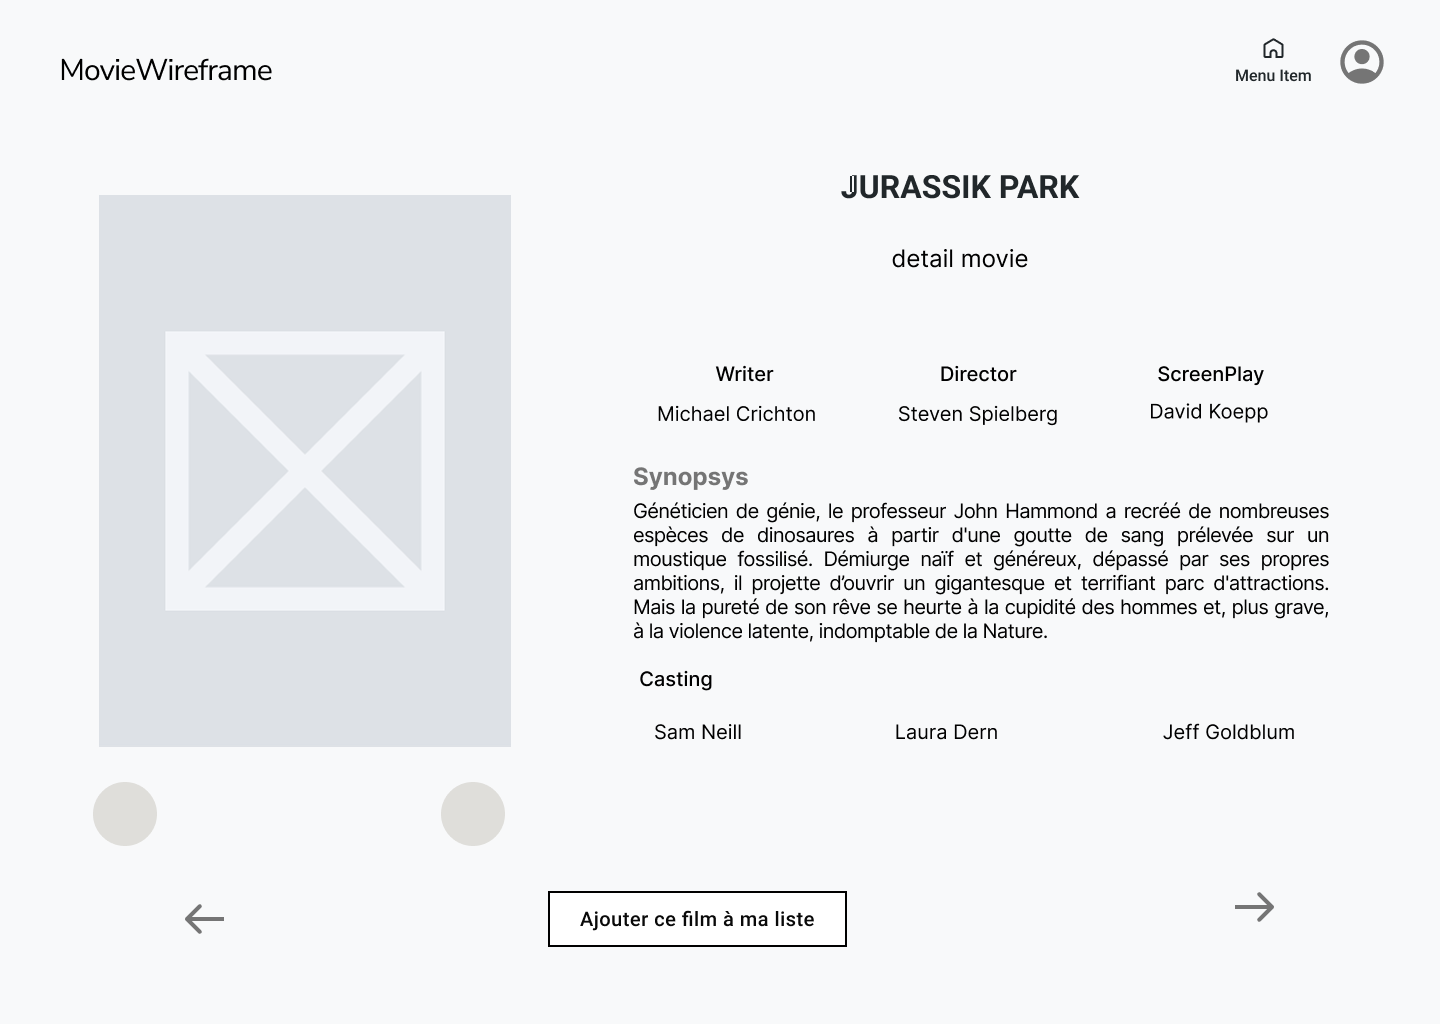 MovieWireframe
Menu Item
JURASSIK PARK
detail movie
Writer
Director
ScreenPlay
Michael Crichton
Steven Spielberg
David Koepp
Synopsys
Généticien de génie, le professeur John Hammond a recréé de nombreuses
espèces de dinosaures à partir d'une goutte de sang prélevée sur un
moustique fossilisé. Démiurge naïf et généreux, dépassé par ses propres
ambitions, il projette d’ouvrir un gigantesque et terrifiant parc d'attractions.
Mais la pureté de son rêve se heurte à la cupidité des hommes et, plus grave,
à la violence latente, indomptable de la Nature.
Casting
Sam Neill
Laura Dern
Jeff Goldblum
Ajouter ce film à ma liste